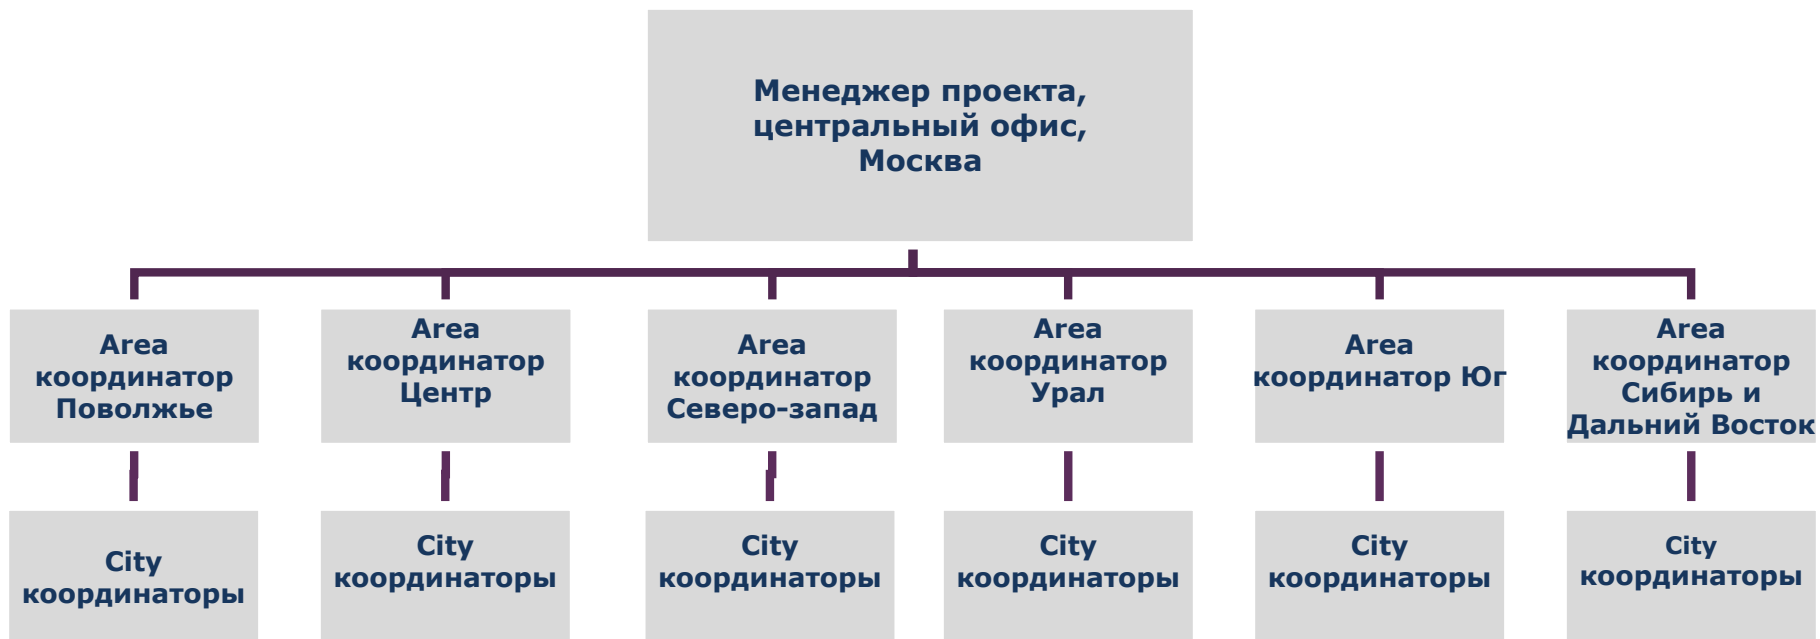 Менеджер проекта,
центральный офис,
Москва
Area
координатор
Поволжье
Area
координатор
Центр
Area
координатор
Северо-запад
Area
координатор
Урал
Area
координатор Юг
Area
координатор
Сибирь и
Дальний Восток
City
координаторы
City
координаторы
City
координаторы
City
координаторы
City
координаторы
City
координаторы